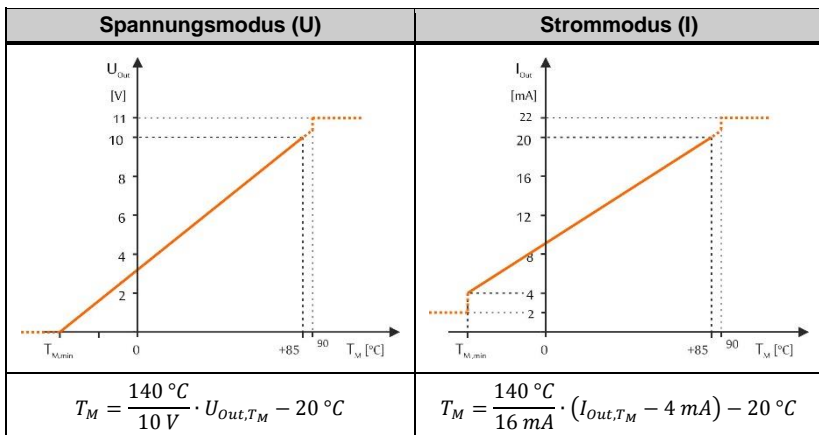 Spannungsmodus (U)
Strommodus (I)
U_Out
[V]
11
10
8
6
4
2
T_M,min
0
+85
90
T_M [°C]
I_Out
[mA]
22
20
16
12
8
4
2
T_M,min
0
+85
90
T_M [°C]
T_M = 140 °C / 10 V · U_Out,T_M − 20 °C
T_M = 140 °C / 16 mA · (I_Out,T_M − 4 mA) − 20 °C